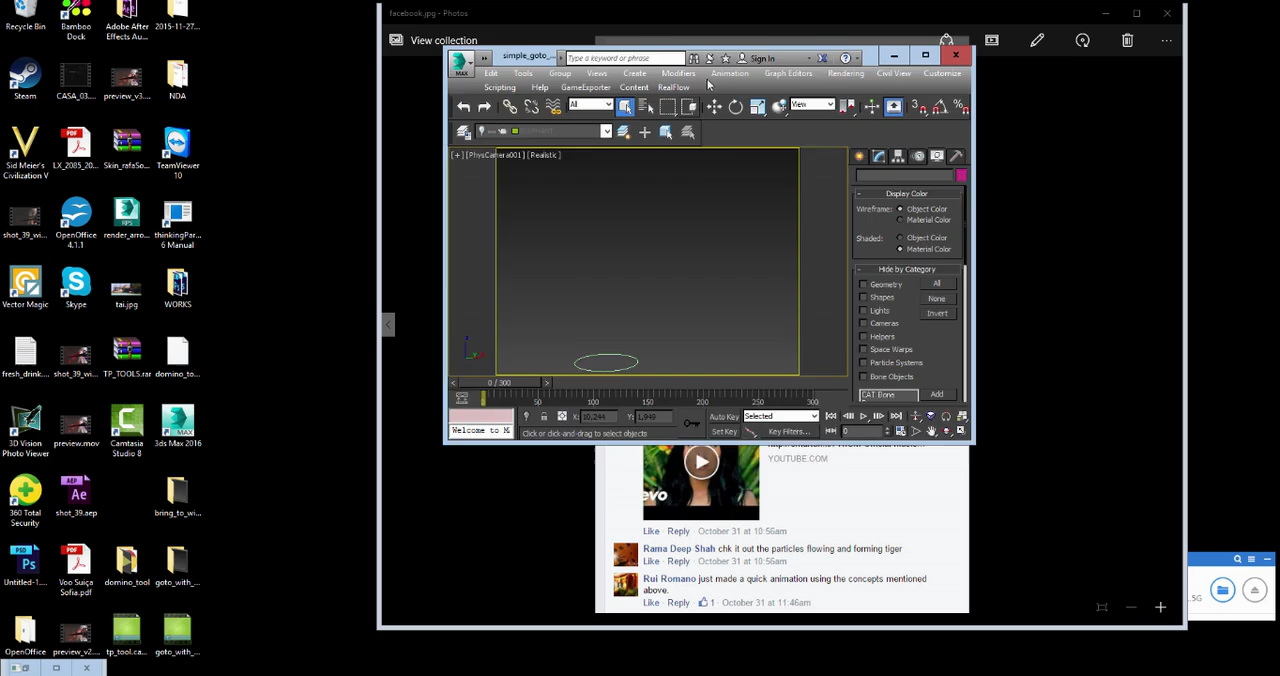 facebook.jpg - Photos
View collection
Recycle Bin
Bamboo Dock
Adobe After Effects Au...
2015-11-27...
Steam
CASA_03....
preview_v3....
NDA
Sid Meier's Civilization V
LX_2085_20...
Skin_rafaSo...
TeamViewer 10
shot_39_wi...
OpenOffice 4.1.1
render_arro...
thinkingPar... 6 Manual
Vector Magic
Skype
tai.jpg
WORKS
fresh_drink...
shot_39_wi...
TP_TOOLS.rar
domino_to...
3D Vision Photo Viewer
preview.mov
Camtasia Studio 8
3ds Max 2016
360 Total Security
shot_39.aep
bring_to_wi...
Untitled-1....
Voo Suiça Sofia.pdf
domino_tool
goto_with_...
OpenOffice
preview_v2....
tp_tool.ca...
goto_with_...
MAX
simple_goto_...
Type a keyword or phrase
Sign In
Edit Tools Group Views Create Modifiers Animation Graph Editors Rendering Civil View Customize
Scripting Help GameExporter Content RealFlow
All
View
[+] [PhysCamera001] [Realistic]
Display Color
Wireframe: Object Color
Material Color
Shaded: Object Color
Material Color
Hide by Category
Geometry All
Shapes None
Lights Invert
Cameras
Helpers
Space Warps
Particle Systems
Bone Objects
CAT Bone Add
0 / 300
50 100 150 200 250 300
X: 10,244 Y: 1,949
Auto Key Selected
Welcome to M
Click or click-and-drag to select objects
Set Key Key Filters... 0
YOUTUBE.COM
evo
Like · Reply · October 31 at 10:56am
Rama Deep Shah chk it out the particles flowing and forming tiger
Like · Reply · October 31 at 10:56am
Rui Romano just made a quick animation using the concepts mentioned
above.
Like · Reply · 1 · October 31 at 11:46am
.5G